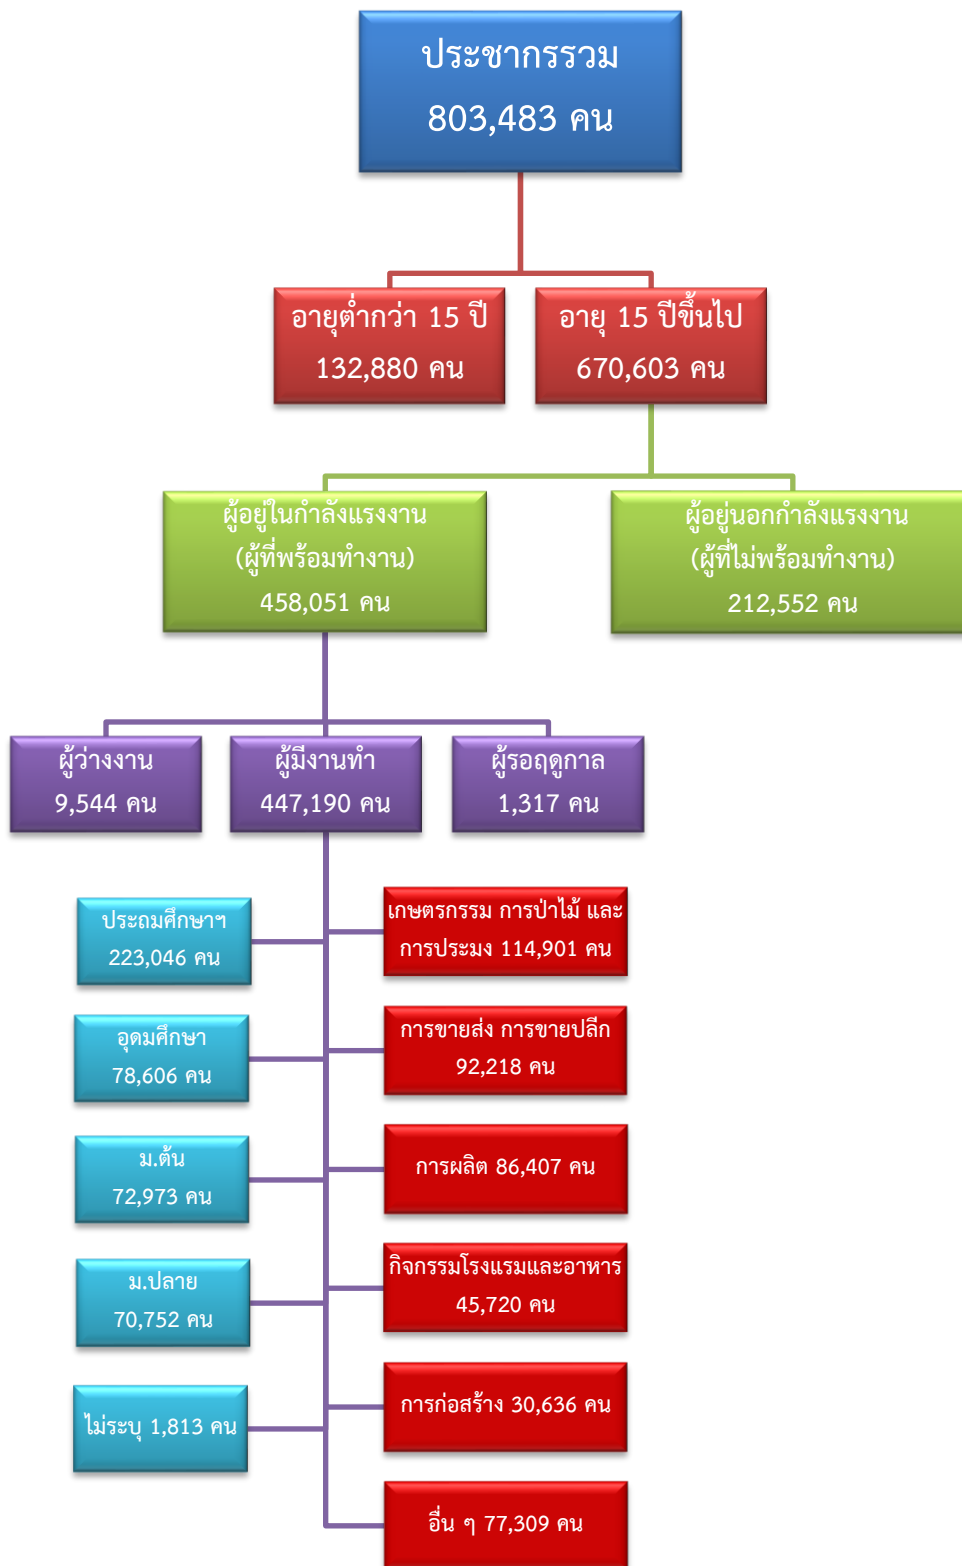 ประชากรรวม
803,483 คน
อายุต่ำกว่า 15 ปี
132,880 คน
อายุ 15 ปีขึ้นไป
670,603 คน
ผู้อยู่ในกำลังแรงงาน
(ผู้ที่พร้อมทำงาน)
458,051 คน
ผู้อยู่นอกกำลังแรงงาน
(ผู้ที่ไม่พร้อมทำงาน)
212,552 คน
ผู้ว่างงาน
9,544 คน
ผู้มีงานทำ
447,190 คน
ผู้รอฤดูกาล
1,317 คน
ประถมศึกษาฯ
223,046 คน
อุดมศึกษา
78,606 คน
ม.ต้น
72,973 คน
ม.ปลาย
70,752 คน
ไม่ระบุ 1,813 คน
เกษตรกรรม การป่าไม้ และ
การประมง 114,901 คน
การขายส่ง การขายปลีก
92,218 คน
การผลิต 86,407 คน
กิจกรรมโรงแรมและอาหาร
45,720 คน
การก่อสร้าง 30,636 คน
อื่น ๆ 77,309 คน